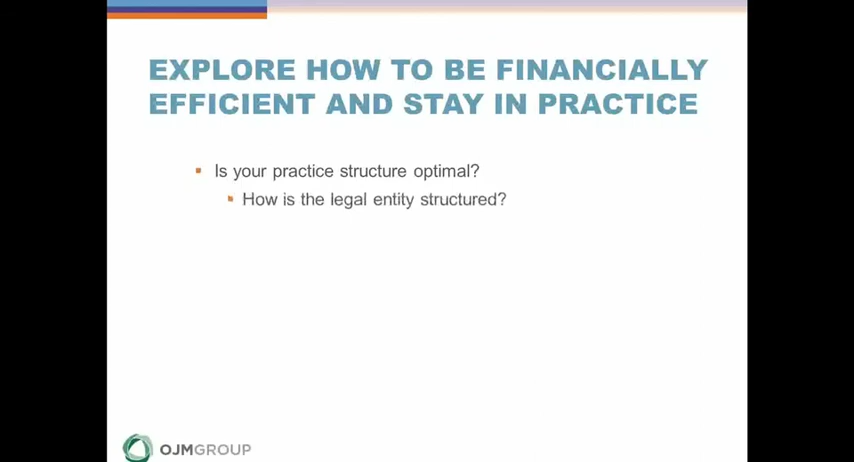 EXPLORE HOW TO BE FINANCIALLY
EFFICIENT AND STAY IN PRACTICE
Is your practice structure optimal?
How is the legal entity structured?
OJMGROUP